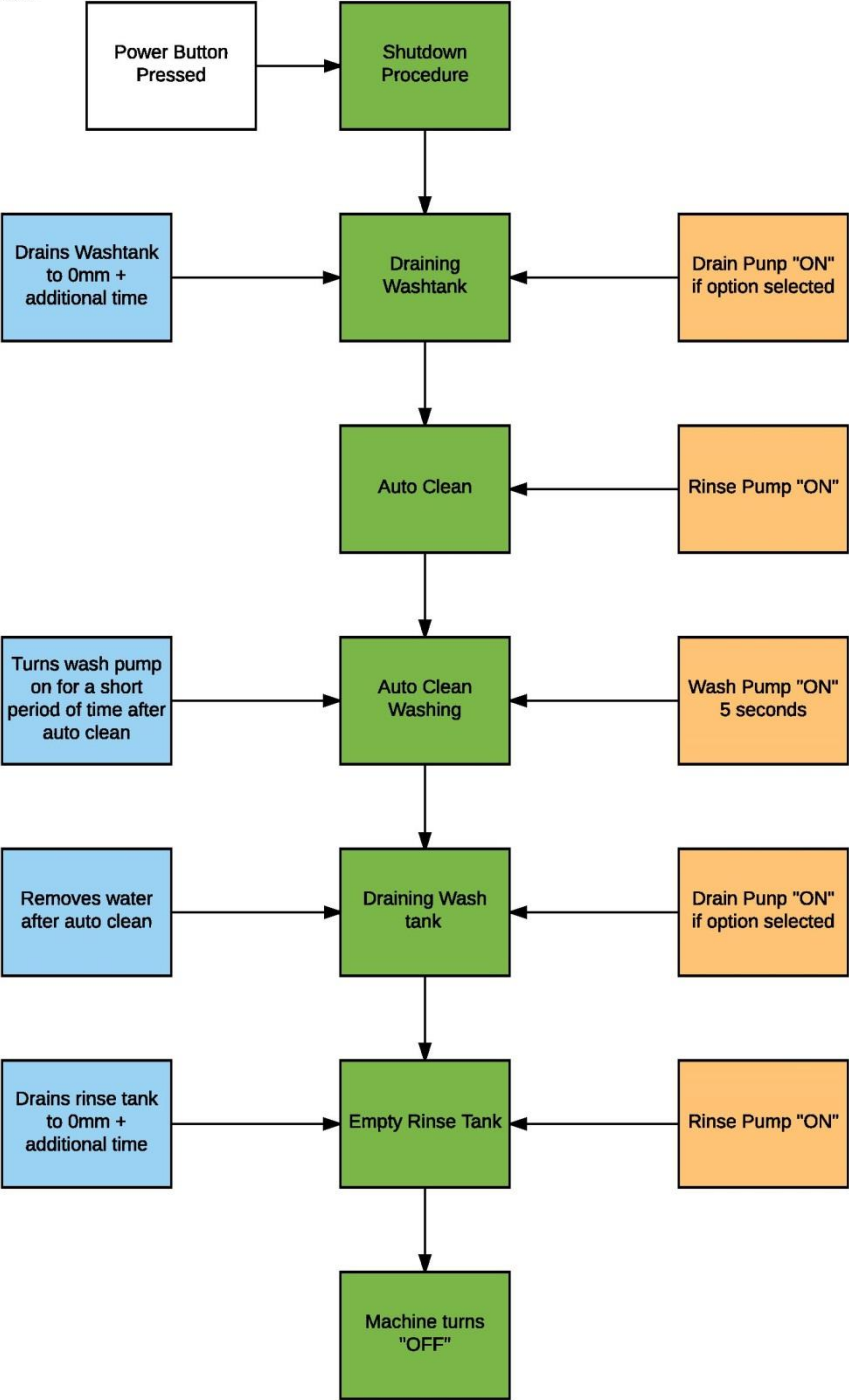 Power Button
Pressed
Shutdown
Procedure
Drains Washtank
to 0mm +
additional time
Draining
Washtank
Drain Punp "ON"
if option selected
Auto Clean
Rinse Pump "ON"
Turns wash pump
on for a short
period of time after
auto clean
Auto Clean
Washing
Wash Pump "ON"
5 seconds
Removes water
after auto clean
Draining Wash
tank
Drain Punp "ON"
if option selected
Drains rinse tank
to 0mm +
additional time
Empty Rinse Tank
Rinse Pump "ON"
Machine turns
"OFF"